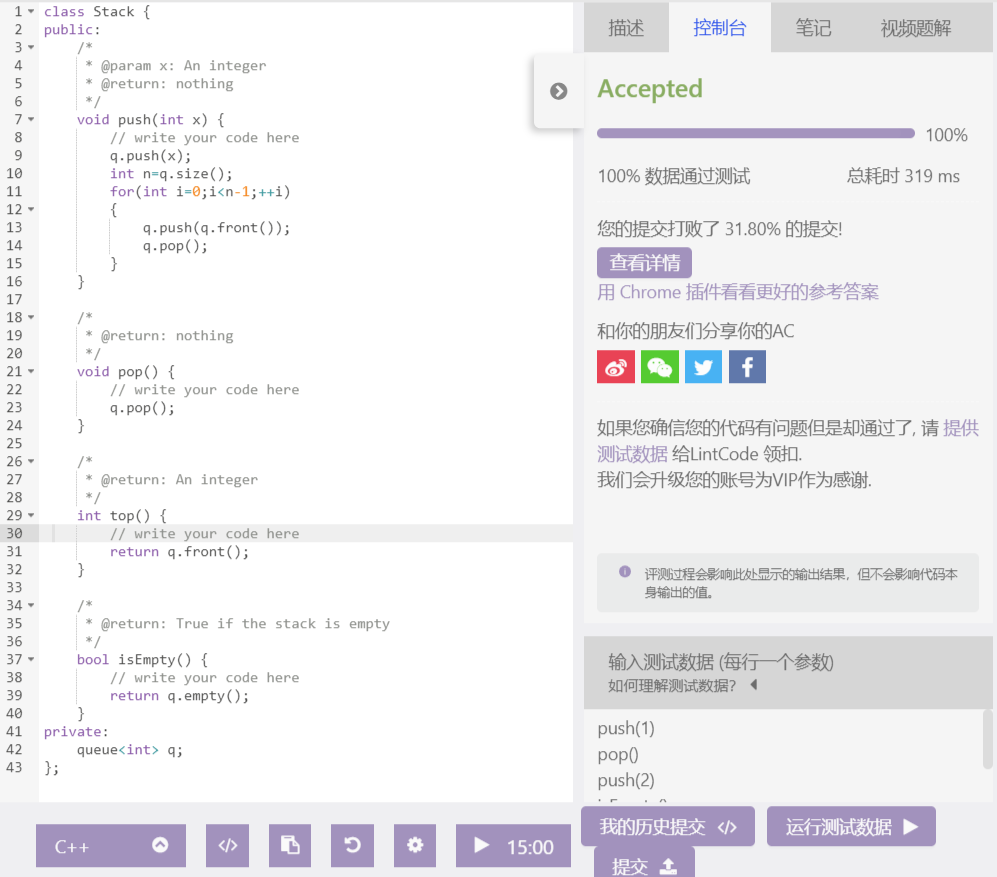 1 class Stack {
2 public:
3 /*
4 * @param x: An integer
5 * @return: nothing
6 */
7 void push(int x) {
8 // write your code here
9 q.push(x);
10 int n=q.size();
11 for(int i=0;i<n-1;++i)
12 {
13 q.push(q.front());
14 q.pop();
15 }
16 }
17
18 /*
19 * @return: nothing
20 */
21 void pop() {
22 // write your code here
23 q.pop();
24 }
25
26 /*
27 * @return: An integer
28 */
29 int top() {
30 // write your code here
31 return q.front();
32 }
33
34 /*
35 * @return: True if the stack is empty
36 */
37 bool isEmpty() {
38 // write your code here
39 return q.empty();
40 }
41 private:
42 queue<int> q;
43 };
C++
15:00
描述 控制台 笔记 视频题解
Accepted
100%
100% 数据通过测试 总耗时 319 ms
您的提交打败了 31.80% 的提交!
查看详情
用 Chrome 插件看看更好的参考答案
和你的朋友们分享你的AC
如果您确信您的代码有问题但是却通过了, 请 提供
测试数据 给LintCode 领扣.
我们会升级您的账号为VIP作为感谢.
评测过程会影响此处显示的输出结果，但不会影响代码本
身输出的值。
输入测试数据 (每行一个参数)
如何理解测试数据?
push(1)
pop()
push(2)
我的历史提交 </> 运行测试数据
提交